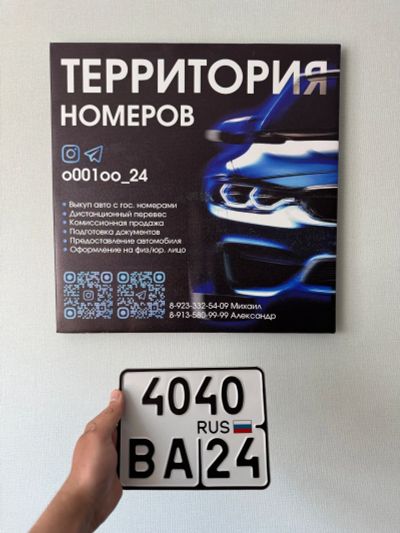 ТЕРРИТОРИЯ
НОМЕРОВ
o001oo_24
• Выкуп авто с гос. номерами
• Дистанционный перевес
• Комиссионная продажа
• Подготовка документов
• Предоставление автомобиля
• Оформление на физ/юр. лицо
8-923-332-54-09 Михаил
8-913-580-99-99 Александр
4040
RUS
ВА 24